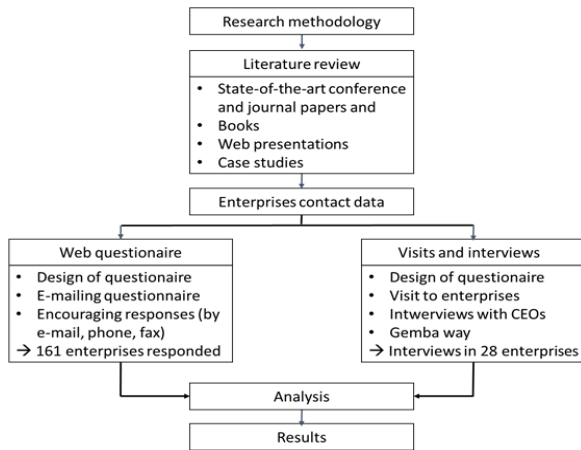 Research methodology
Literature review
• State-of-the-art conference
and journal papers and
• Books
• Web presentations
• Case studies
Enterprises contact data
Web questionaire
• Design of questionaire
• E-mailing questionnaire
• Encouraging responses (by
e-mail, phone, fax)
→ 161 enterprises responded
Visits and interviews
• Design of questionaire
• Visit to enterprises
• Intwerviews with CEOs
• Gemba way
→ Interviews in 28 enterprises
Analysis
Results